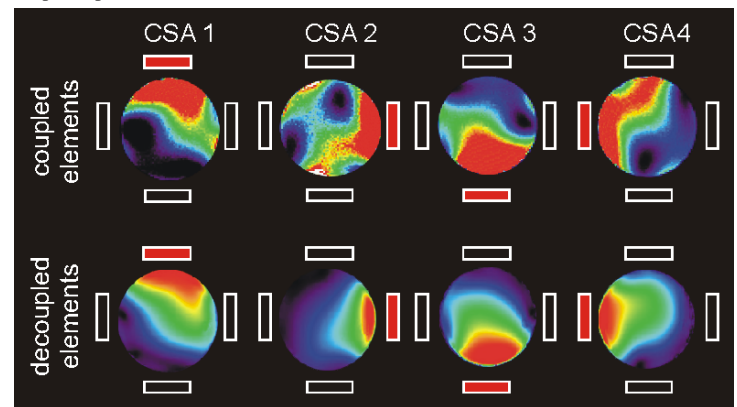 CSA 1 CSA 2 CSA 3 CSA4
coupled
elements
decoupled
elements